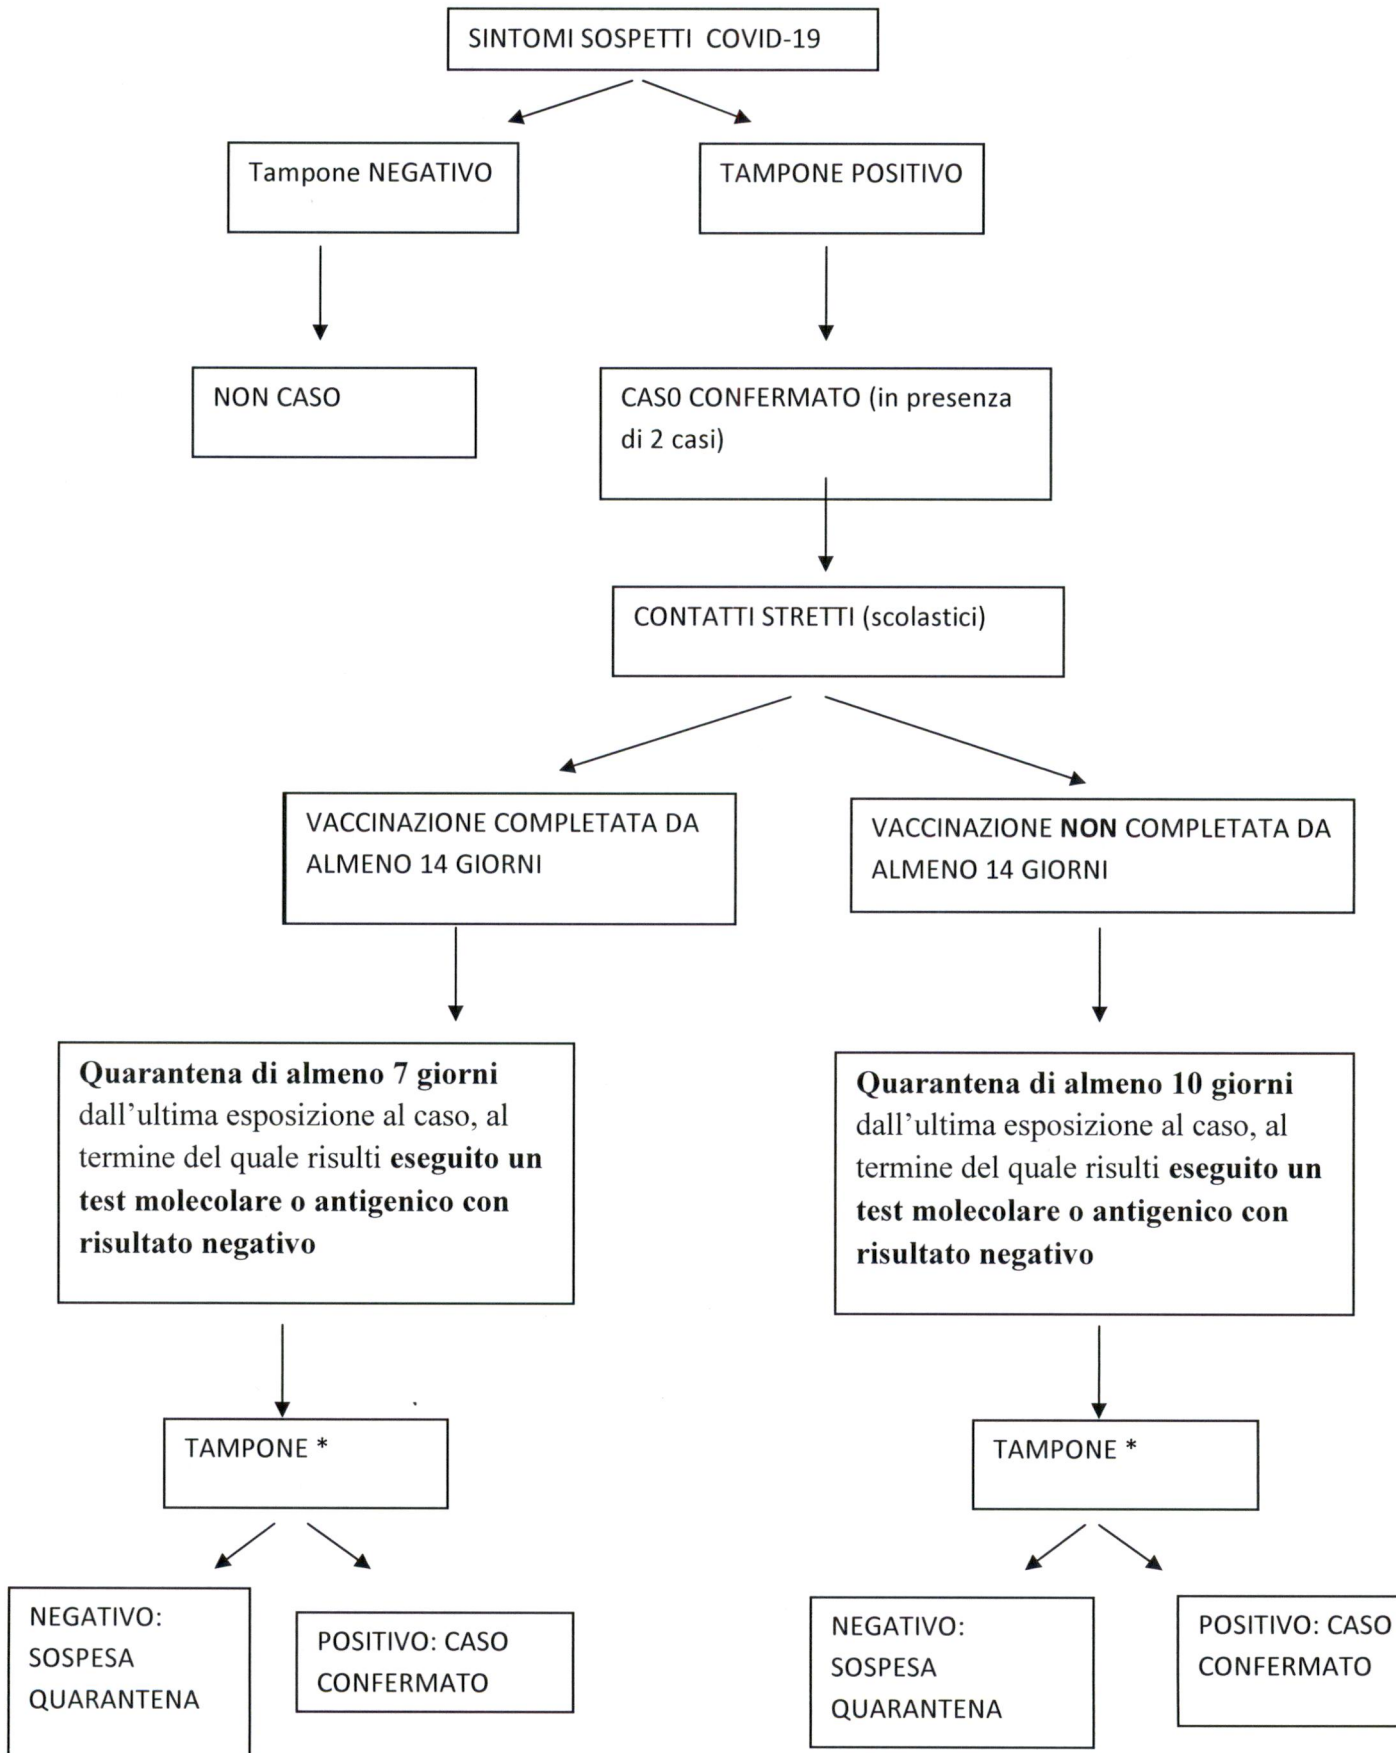 SINTOMI SOSPETTI  COVID-19
Tampone NEGATIVO
TAMPONE POSITIVO
NON CASO
CAS0 CONFERMATO (in presenza
di 2 casi)
CONTATTI STRETTI (scolastici)
VACCINAZIONE COMPLETATA DA
ALMENO 14 GIORNI
VACCINAZIONE NON COMPLETATA DA
ALMENO 14 GIORNI
Quarantena di almeno 7 giorni
dall’ultima esposizione al caso, al
termine del quale risulti eseguito un
test molecolare o antigenico con
risultato negativo
Quarantena di almeno 10 giorni
dall’ultima esposizione al caso, al
termine del quale risulti eseguito un
test molecolare o antigenico con
risultato negativo
TAMPONE *
TAMPONE *
NEGATIVO:
SOSPESA
QUARANTENA
POSITIVO: CASO
CONFERMATO
NEGATIVO:
SOSPESA
QUARANTENA
POSITIVO: CASO
CONFERMATO